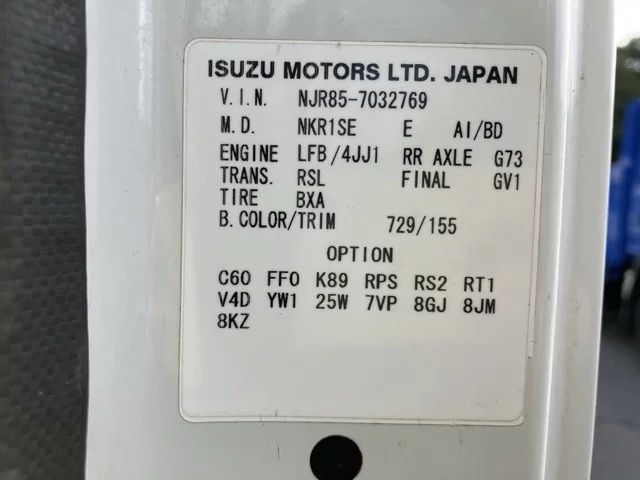 ISUZU MOTORS LTD. JAPAN
V.I.N. NJR85-7032769
M.D. NKR1SE E AI/BD
ENGINE LFB/4JJ1 RR AXLE G73
TRANS. RSL FINAL GV1
TIRE BXA
B.COLOR/TRIM 729/155
OPTION
C60 FF0 K89 RPS RS2 RT1
V4D YW1 25W 7VP 8GJ 8JM
8KZ